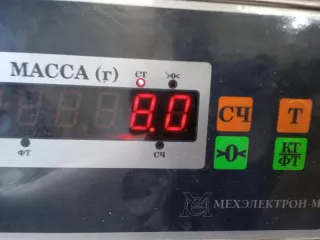 МАССА (г)
СТ
>0<
8.0
СЧ
Т
ФТ
СЧ
>0<
КГ
ФТ
МЕХЭЛЕКТРОН-М